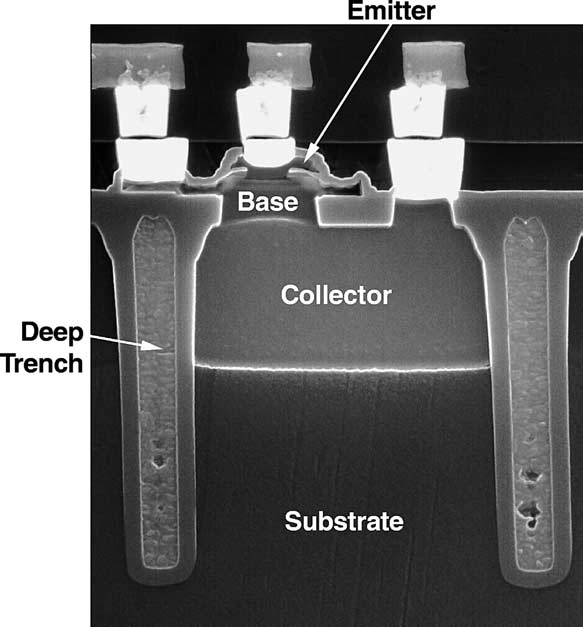 Emitter
Base
Collector
Deep
Trench
Substrate